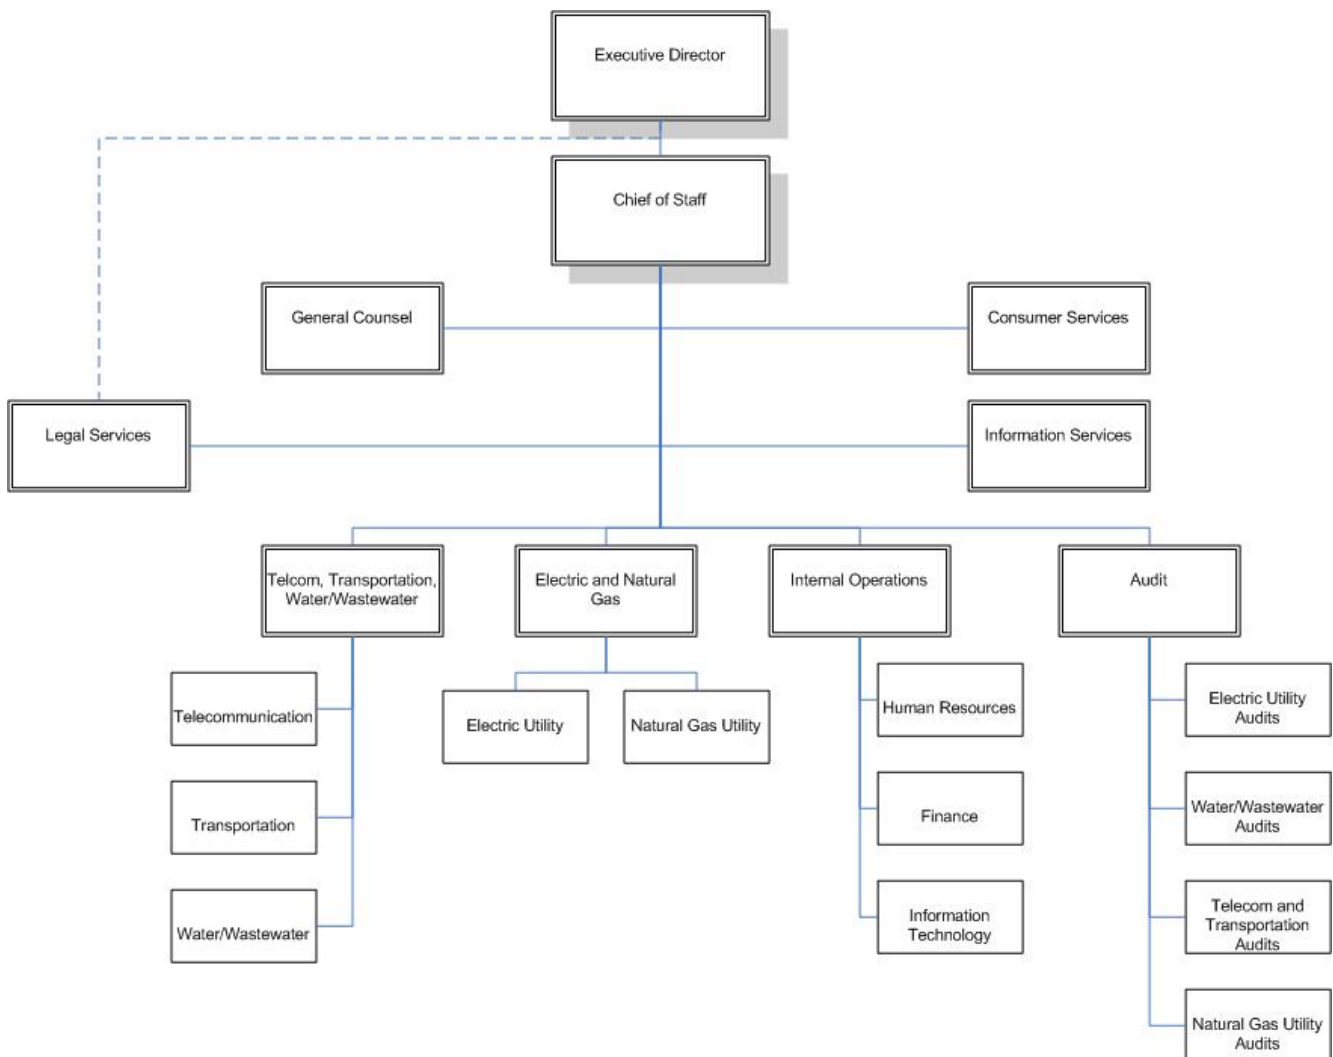 Executive Director
Chief of Staff
General Counsel
Consumer Services
Legal Services
Information Services
Telcom, Transportation,
Water/Wastewater
Electric and Natural
Gas
Internal Operations
Audit
Telecommunication
Transportation
Water/Wastewater
Electric Utility
Natural Gas Utility
Human Resources
Finance
Information
Technology
Electric Utility
Audits
Water/Wastewater
Audits
Telecom and
Transportation
Audits
Natural Gas Utility
Audits